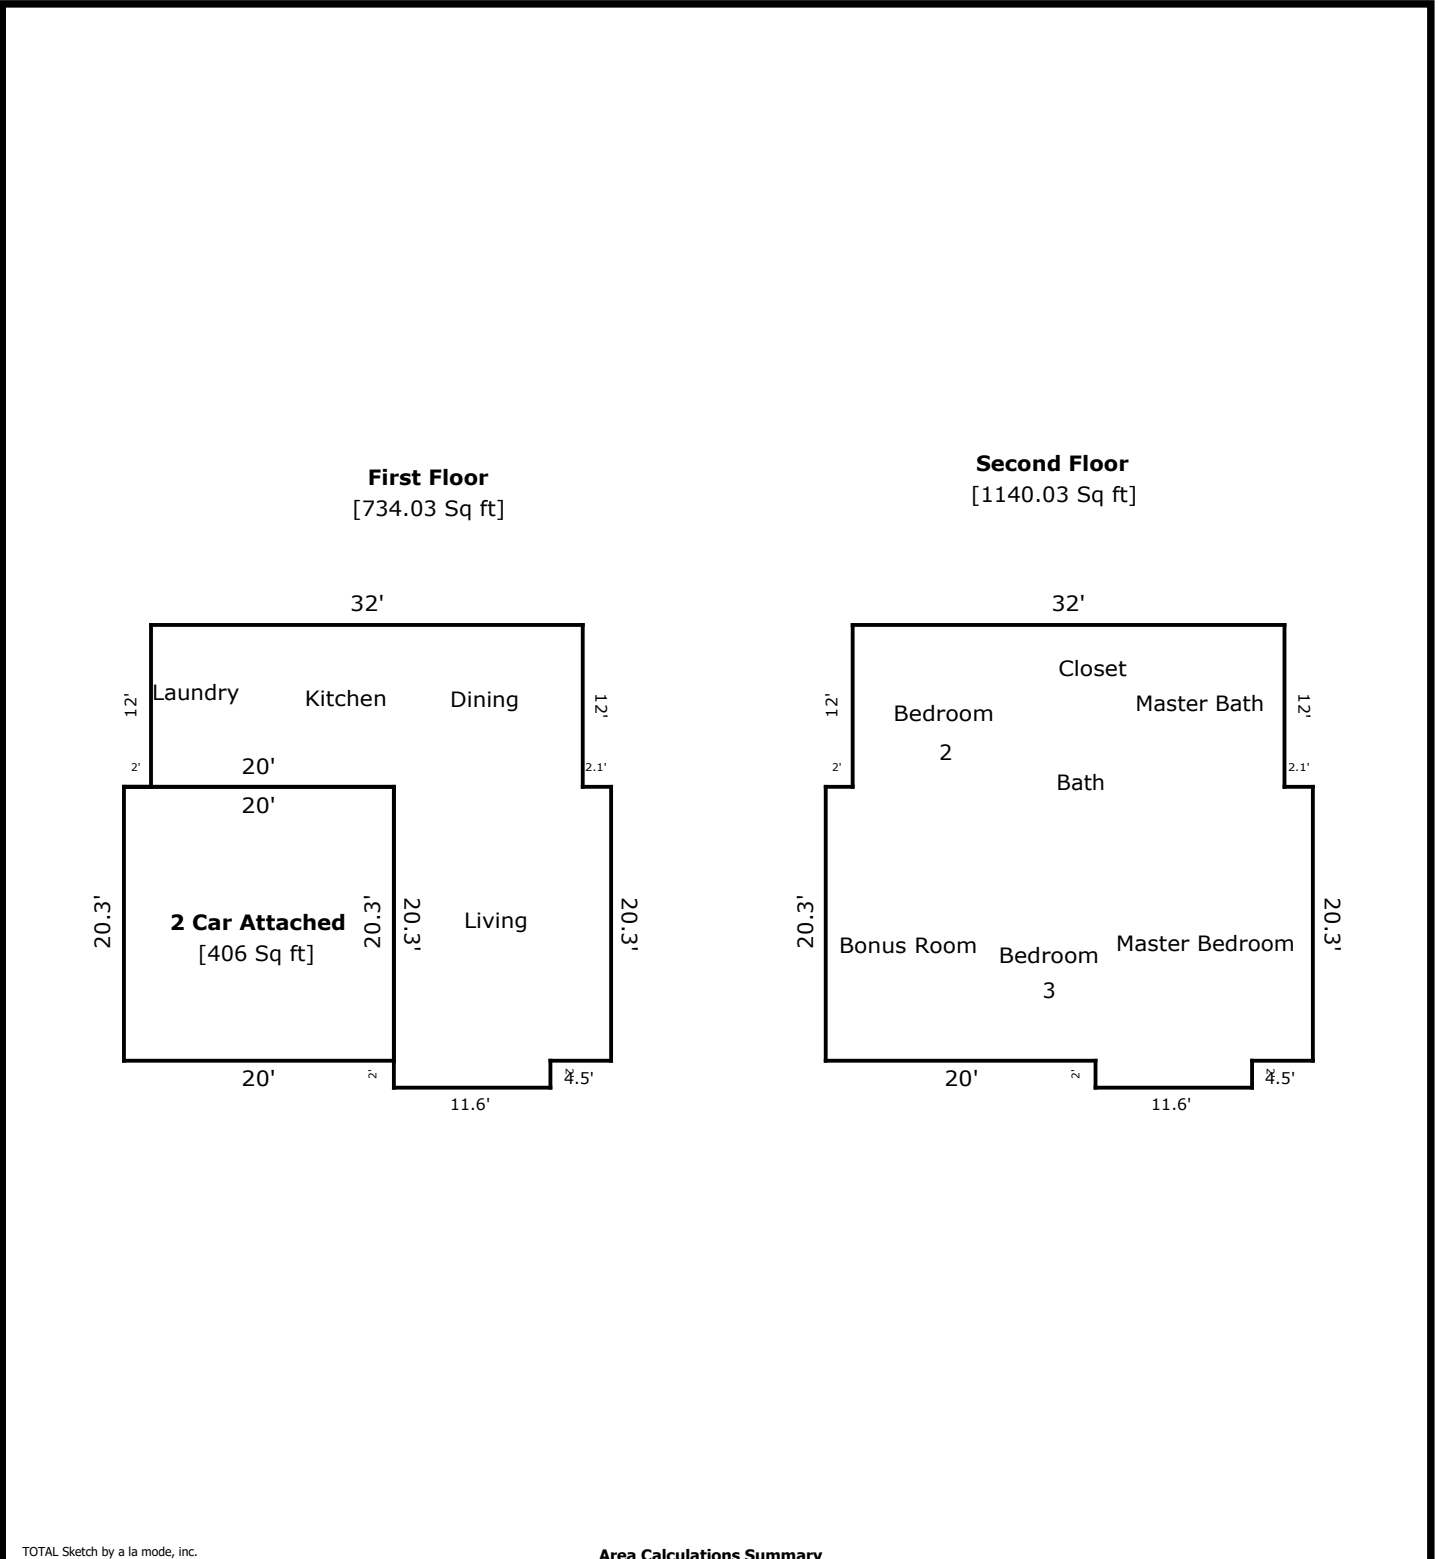 First Floor
[734.03 Sq ft]
32'
12'
Laundry
Kitchen
Dining
12'
2'
20'
2.1'
20'
20.3'
2 Car Attached
[406 Sq ft]
20.3'
20.3'
Living
20.3'
20'
2'
2'
4.5'
11.6'
Second Floor
[1140.03 Sq ft]
32'
12'
Closet
Master Bath
Bedroom
2
12'
2'
2.1'
Bath
20.3'
Bonus Room
Bedroom
3
Master Bedroom
20.3'
20'
2'
2'
4.5'
11.6'
TOTAL Sketch by a la mode, inc.
Area Calculations Summary